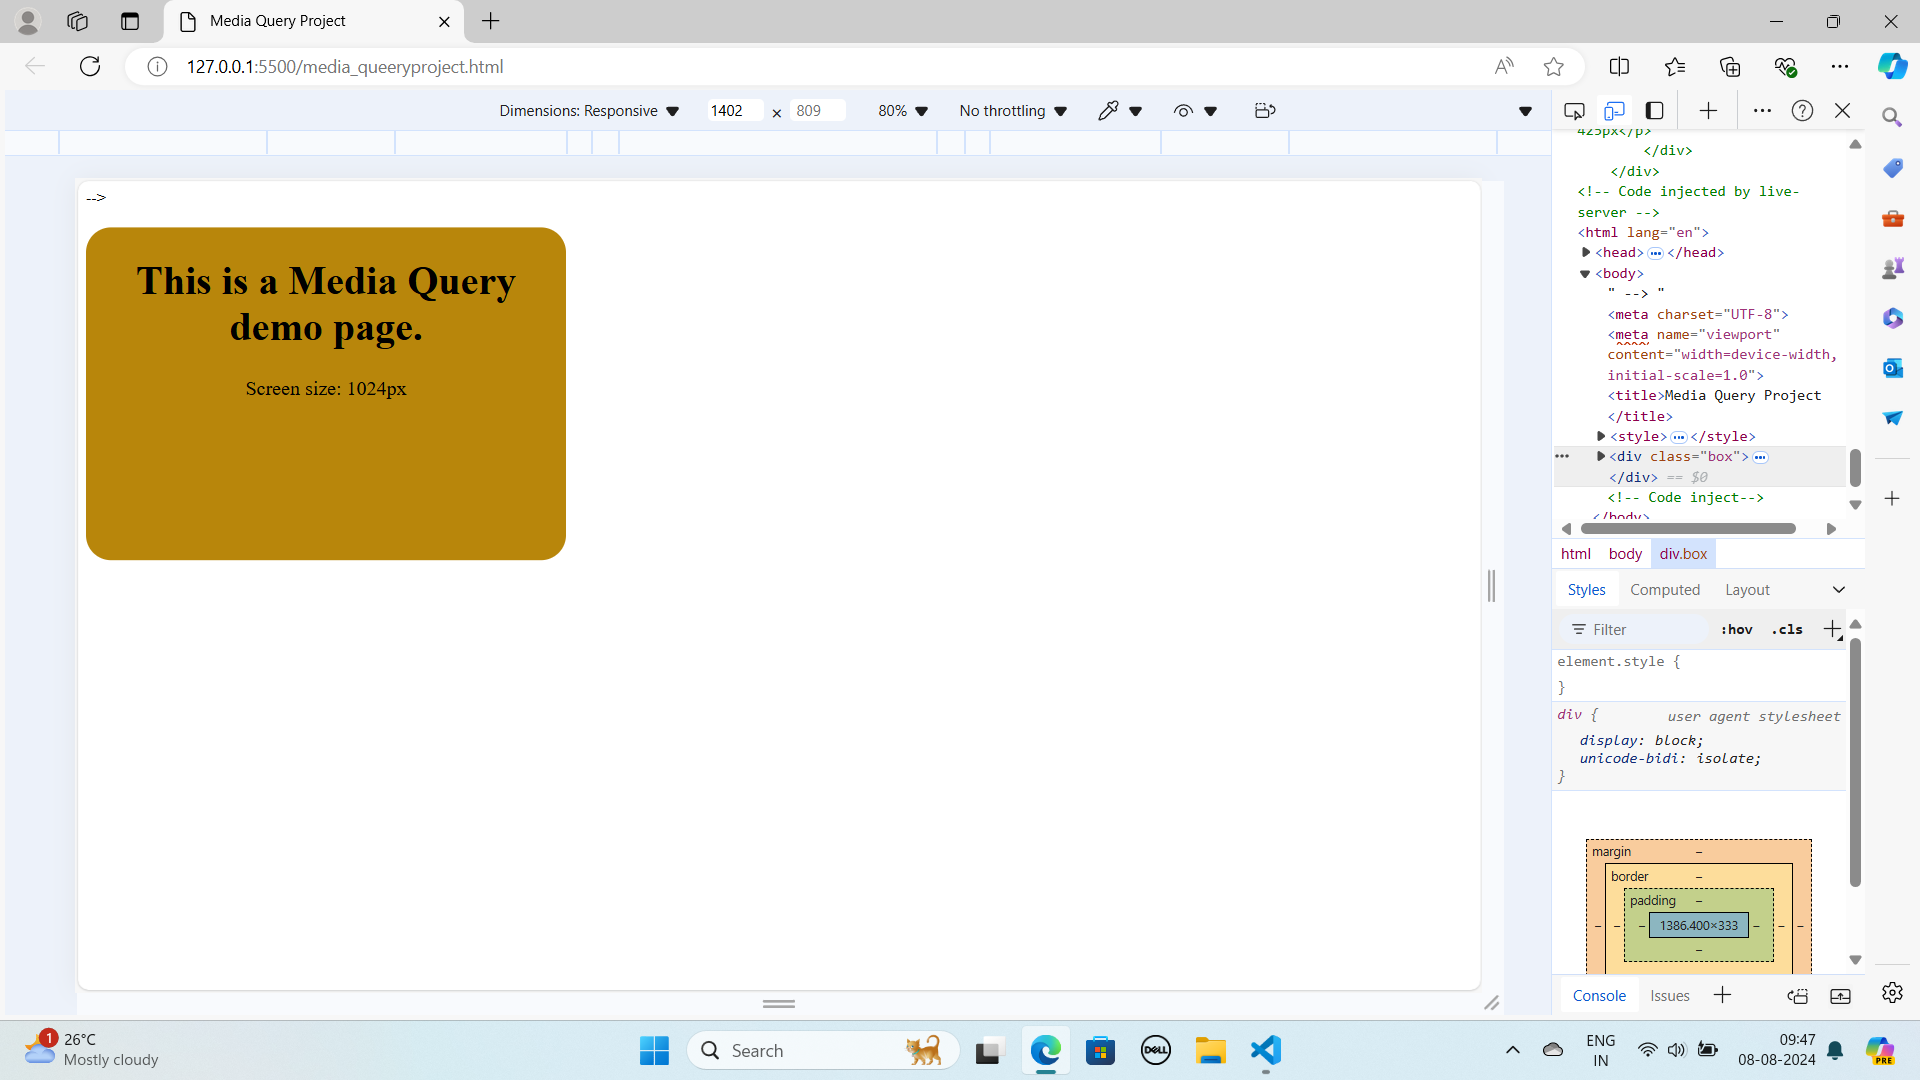 Media Query Project
127.0.0.1:5500/media_queeryproject.html
Dimensions: Responsive 1402 × 809 80% No throttling
-->
This is a Media Query
demo page.
Screen size: 1024px
425px</p>
</div>
</div>
<!-- Code injected by live-
server -->
<html lang="en">
<head> ••• </head>
<body>
" --> "
<meta charset="UTF-8">
<meta name="viewport"
content="width=device-width,
initial-scale=1.0">
<title>Media Query Project
</title>
<style> ••• </style>
••• <div class="box"> •••
</div> == $0
<!-- Code inject-->
</body>
html body div.box
Styles Computed Layout
Filter :hov .cls
element.style {
}
div { user agent stylesheet
display: block;
unicode-bidi: isolate;
}
margin –
border –
padding –
– – – 1386.400×333 – – –
–
Console Issues
1
26°C
Mostly cloudy
Search
DELL
ENG
IN
09:47
08-08-2024
PRE